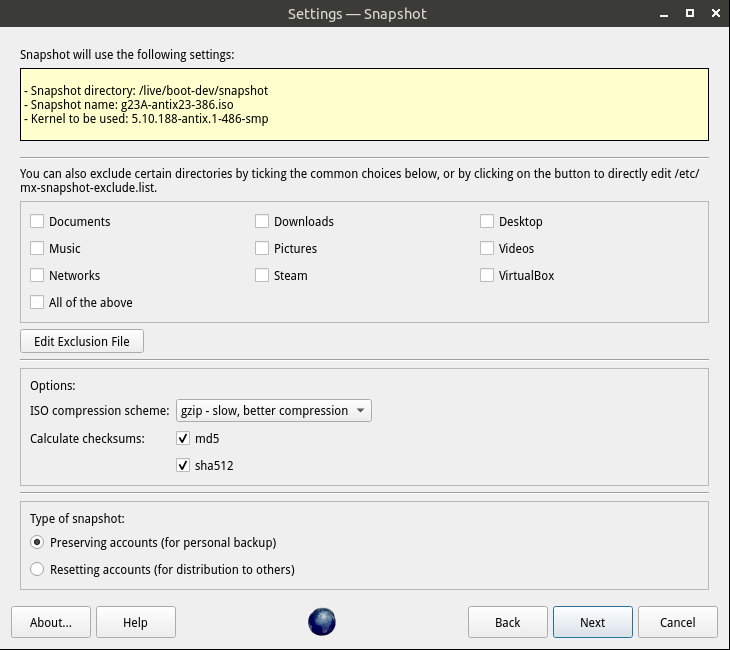 Settings — Snapshot
Snapshot will use the following settings:
- Snapshot directory: /live/boot-dev/snapshot
- Snapshot name: g23A-antix23-386.iso
- Kernel to be used: 5.10.188-antix.1-486-smp
You can also exclude certain directories by ticking the common choices below, or by clicking on the button to directly edit /etc/
mx-snapshot-exclude.list.
Documents Downloads Desktop
Music Pictures Videos
Networks Steam VirtualBox
All of the above
Edit Exclusion File
Options:
ISO compression scheme: gzip - slow, better compression
Calculate checksums: md5
sha512
Type of snapshot:
Preserving accounts (for personal backup)
Resetting accounts (for distribution to others)
About... Help Back Next Cancel